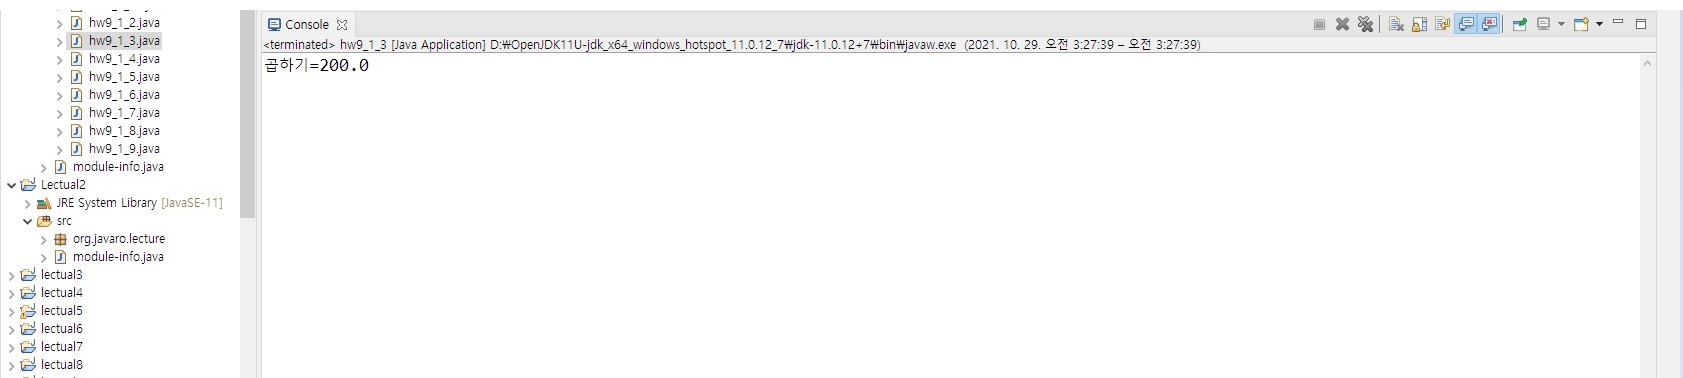 hw9_1_2.java
hw9_1_3.java
hw9_1_4.java
hw9_1_5.java
hw9_1_6.java
hw9_1_7.java
hw9_1_8.java
hw9_1_9.java
module-info.java
Lectual2
JRE System Library [JavaSE-11]
src
org.javaro.lecture
module-info.java
lectual3
lectual4
lectual5
lectual6
lectual7
lectual8
Console
<terminated> hw9_1_3 [Java Application] D:₩OpenJDK11U-jdk_x64_windows_hotspot_11.0.12_7₩jdk-11.0.12+7₩bin₩javaw.exe (2021. 10. 29. 오전 3:27:39 – 오전 3:27:39)
곱하기=200.0